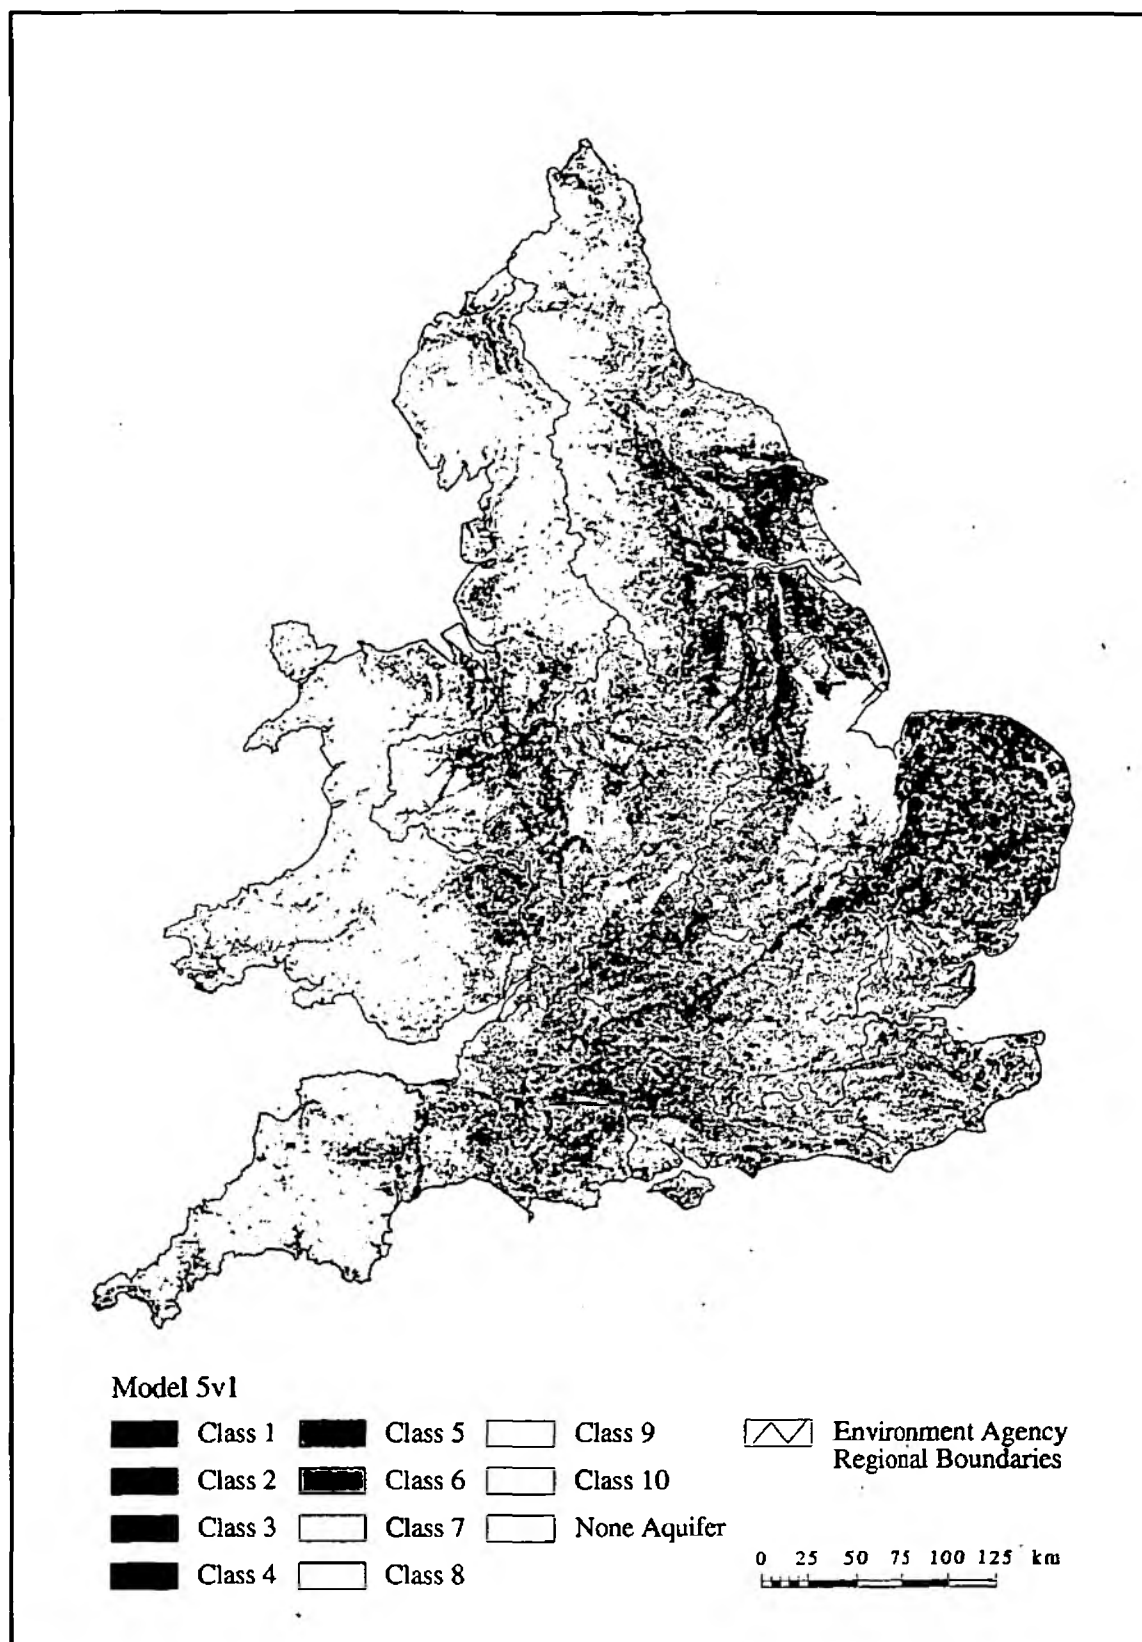 Model 5v1
Class 1 Class 5 Class 9
Class 2 Class 6 Class 10
Class 3 Class 7 None Aquifer
Class 4 Class 8
Environment Agency
Regional Boundaries
0 25 50 75 100 125 km